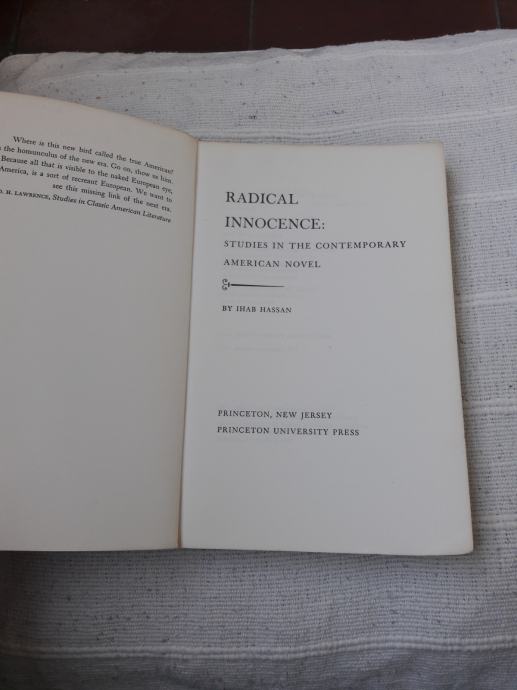 Where is this new bird called the true American?
the homunculus of the new era. Go on, show us him.
Because all that is visible to the naked European eye,
America, is a sort of recreant European. We want to
see this missing link of the next era.
D. H. LAWRENCE, Studies in Classic American Literature
RADICAL
INNOCENCE:
STUDIES IN THE CONTEMPORARY
AMERICAN NOVEL
BY IHAB HASSAN
PRINCETON, NEW JERSEY
PRINCETON UNIVERSITY PRESS